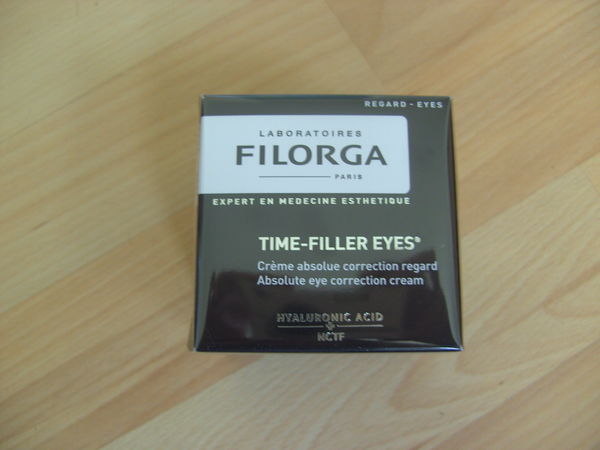 REGARD - EYES
LABORATOIRES
FILORGA
PARIS
EXPERT EN MEDECINE ESTHETIQUE
TIME-FILLER EYES®
Crème absolue correction regard
Absolute eye correction cream
HYALURONIC ACID
+
NCTF